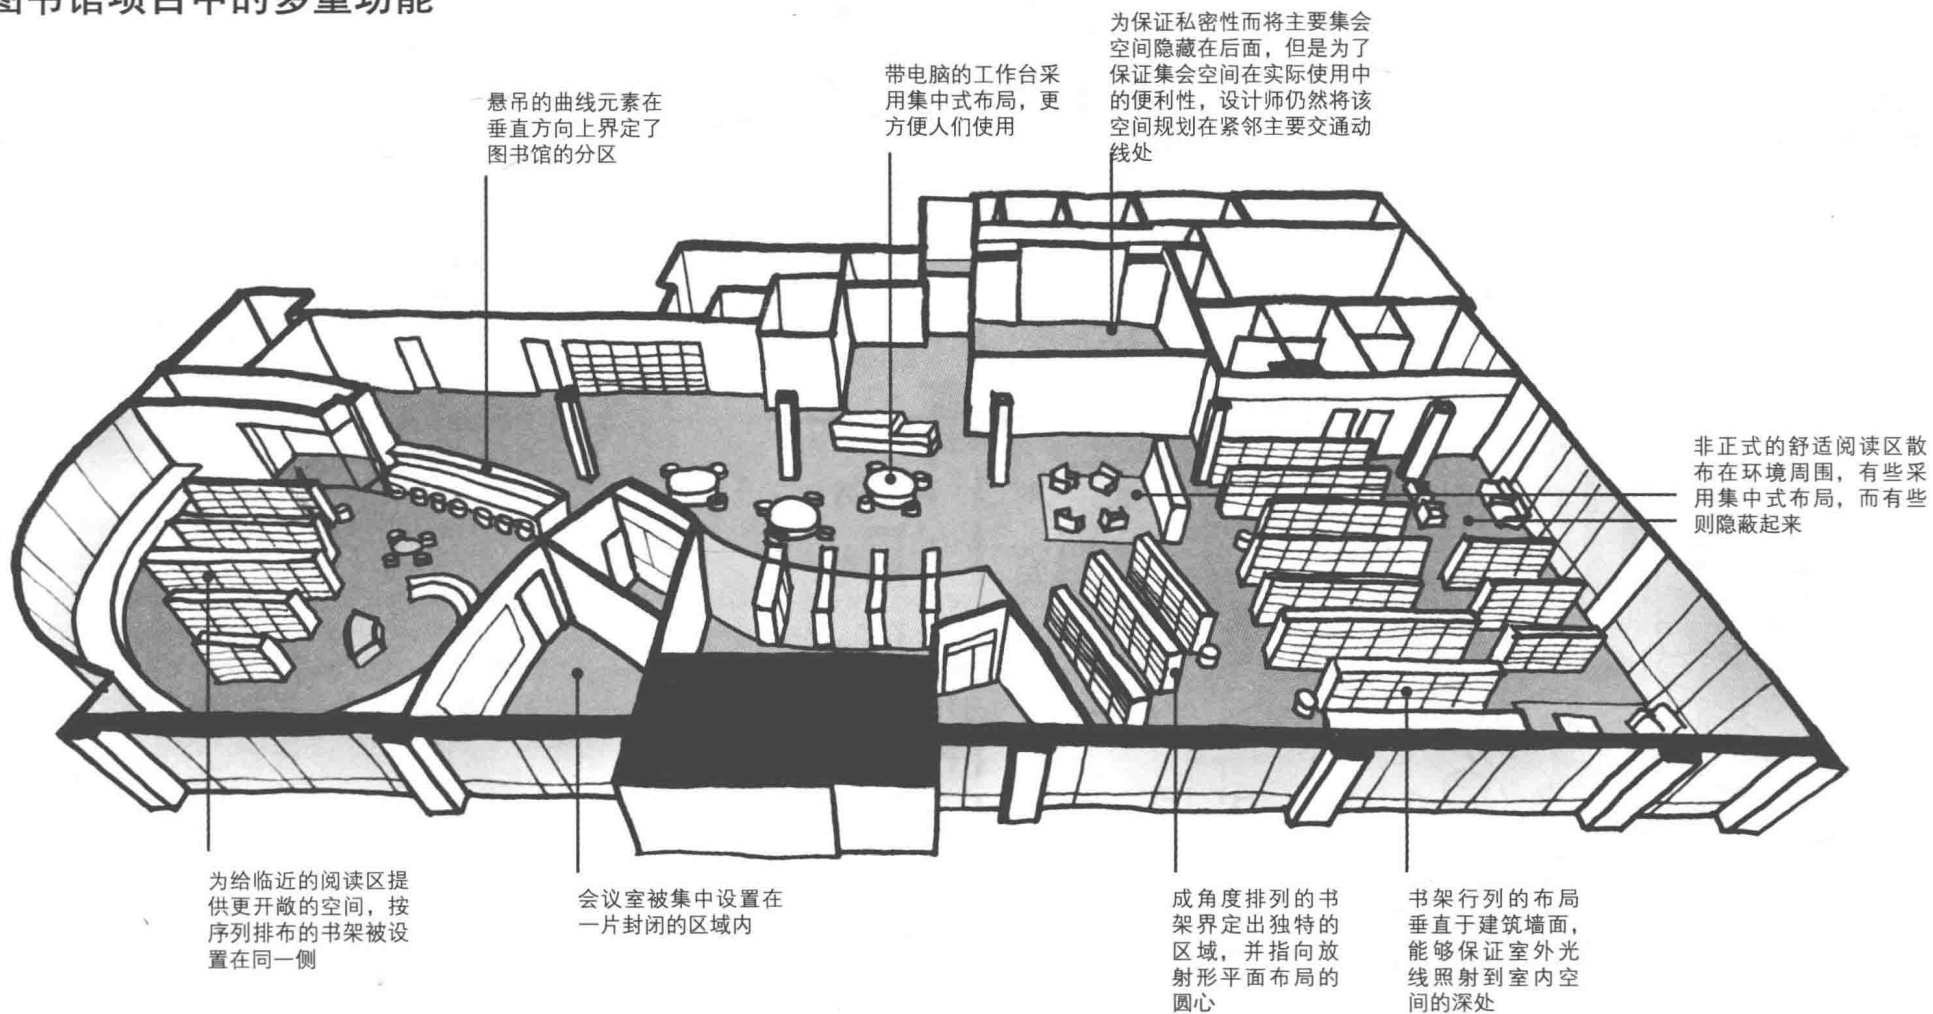 图书馆项目中的多重功能
为保证私密性而将主要集会
空间隐藏在后面，但是为了
保证集会空间在实际使用中
的便利性，设计师仍然将该
空间规划在紧邻主要交通动
线处
带电脑的工作台采
用集中式布局，更
方便人们使用
悬吊的曲线元素在
垂直方向上界定了
图书馆的分区
非正式的舒适阅读区散
布在环境周围，有些采
用集中式布局，而有些
则隐蔽起来
为给临近的阅读区提
供更开敞的空间，按
序列排布的书架被设
置在同一侧
会议室被集中设置在
一片封闭的区域内
成角度排列的书
架界定出独特的
区域，并指向放
射形平面布局的
圆心
书架行列的布局
垂直于建筑墙面，
能够保证室外光
线照射到室内空
间的深处